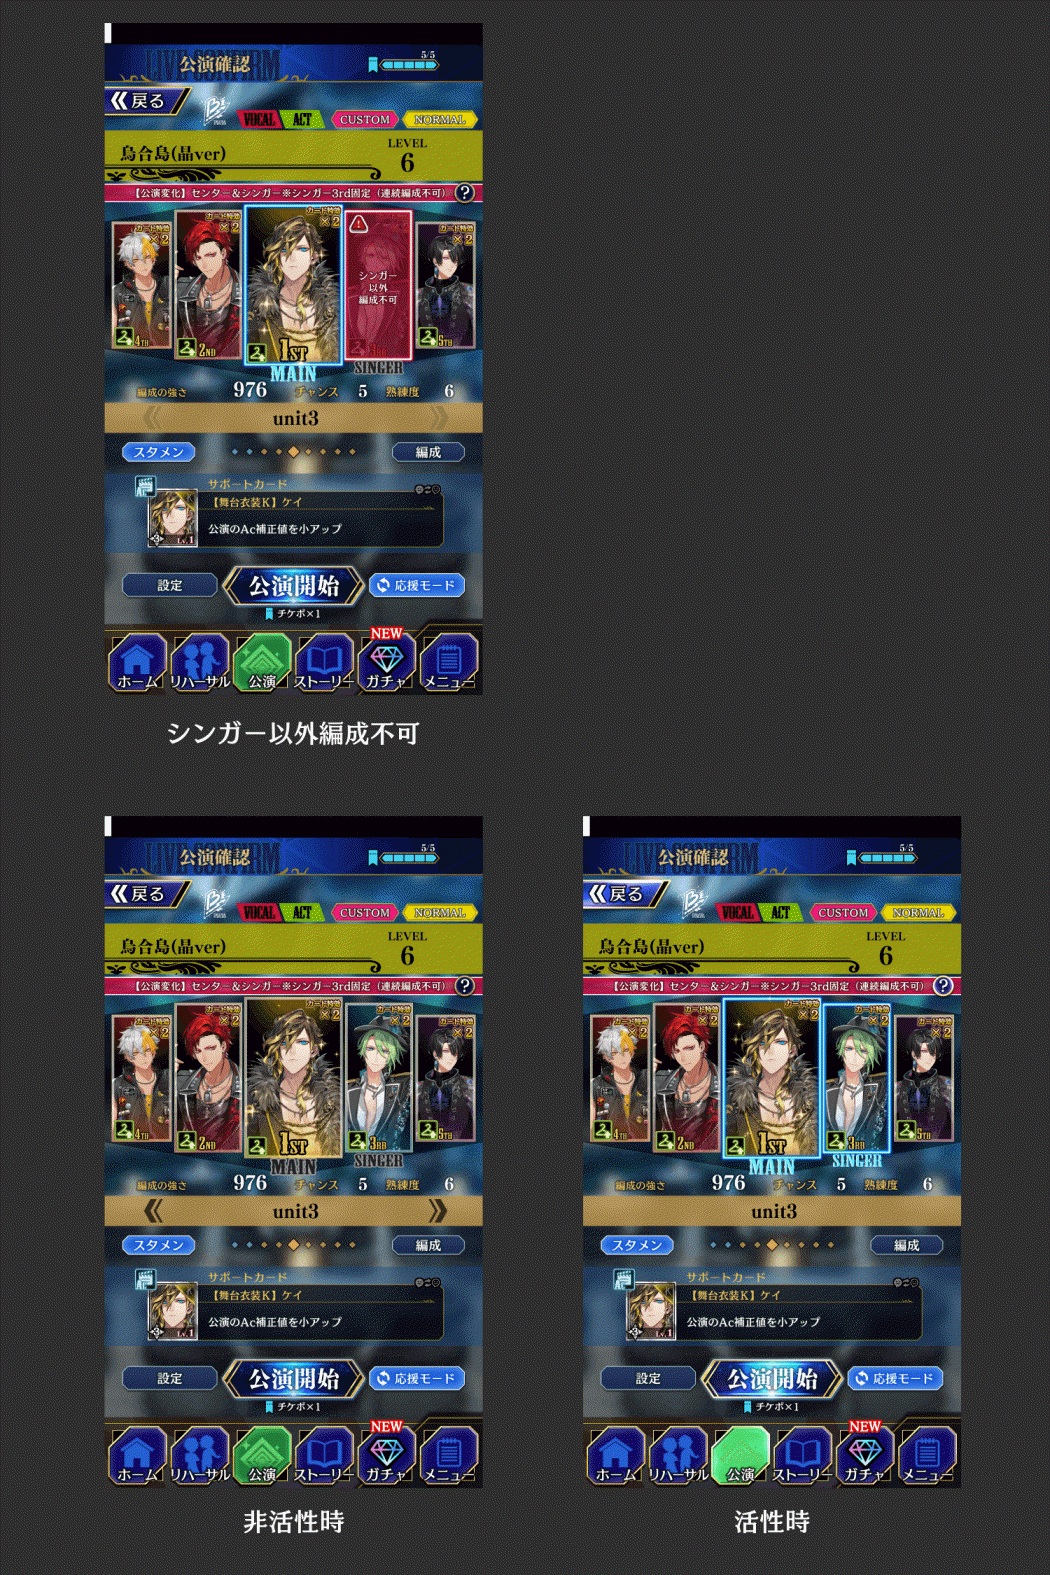 LIVE CONFIRM
公演確認
5/5
戻る
VOCAL ACT CUSTOM NORMAL
烏合島(晶ver)
LEVEL
6
【公演変化】センター&シンガー※シンガー3rd固定（連続編成不可）
?
カード特効
×2
カード特効
×2
カード特効
×2
カード特効
×2
シンガー
以外
編成不可
4TH
2ND
1ST
3RD
5TH
MAIN
SINGER
編成の強さ 976 チャンス 5 熟練度 6
unit3
スタメン
編成
サポートカード
【舞台衣装K】ケイ
公演のAc補正値を小アップ
3 Lv.1
設定
公演開始
応援モード
チケボ×1
NEW
ホーム リハーサル 公演 ストーリー ガチャ メニュー
シンガー以外編成不可
LIVE CONFIRM
公演確認
5/5
戻る
VOCAL ACT CUSTOM NORMAL
烏合島(晶ver)
LEVEL
6
【公演変化】センター&シンガー※シンガー3rd固定（連続編成不可）
?
カード特効
×2
カード特効
×2
カード特効
×2
カード特効
×2
カード特効
×2
4TH
2ND
1ST
3RD
5TH
MAIN
SINGER
編成の強さ 976 チャンス 5 熟練度 6
unit3
スタメン
編成
サポートカード
【舞台衣装K】ケイ
公演のAc補正値を小アップ
3 Lv.1
設定
公演開始
応援モード
チケボ×1
NEW
ホーム リハーサル 公演 ストーリー ガチャ メニュー
非活性時
LIVE CONFIRM
公演確認
5/5
戻る
VOCAL ACT CUSTOM NORMAL
烏合島(晶ver)
LEVEL
6
【公演変化】センター&シンガー※シンガー3rd固定（連続編成不可）
?
カード特効
×2
カード特効
×2
カード特効
×2
カード特効
×2
カード特効
×2
4TH
2ND
1ST
3RD
5TH
MAIN
SINGER
編成の強さ 976 チャンス 5 熟練度 6
unit3
スタメン
編成
サポートカード
【舞台衣装K】ケイ
公演のAc補正値を小アップ
3 Lv.1
設定
公演開始
応援モード
チケボ×1
NEW
ホーム リハーサル 公演 ストーリー ガチャ メニュー
活性時